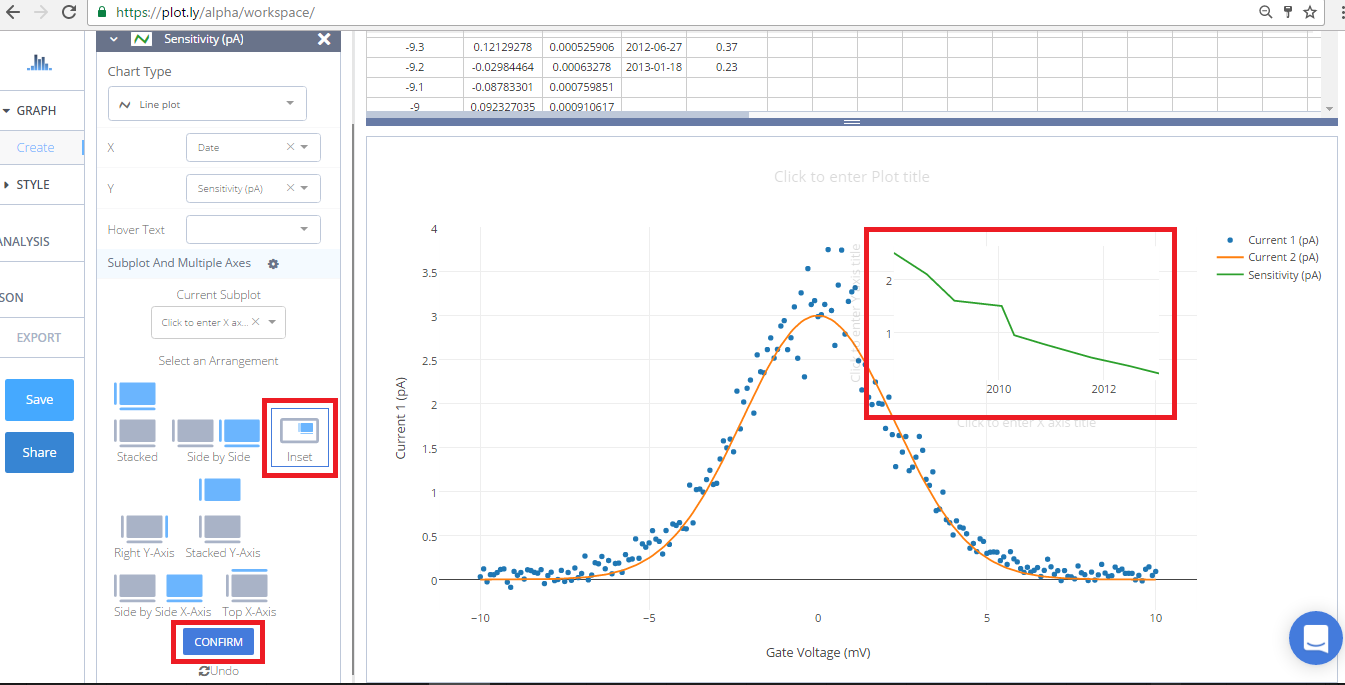 https://plot.ly/alpha/workspace/
GRAPH
Create
STYLE
ANALYSIS
SON
EXPORT
Save
Share
Sensitivity (pA)
Chart Type
Line plot
X Date
Y Sensitivity (pA)
Hover Text
Subplot And Multiple Axes
Current Subplot
Click to enter X ax...
Select an Arrangement
Stacked Side by Side Inset
Right Y-Axis Stacked Y-Axis
Side by Side X-Axis Top X-Axis
CONFIRM
Undo
-9.3 0.12129278 0.000525906 2012-06-27 0.37
-9.2 -0.02984464 0.00063278 2013-01-18 0.23
-9.1 -0.08783301 0.000759851
-9 0.092327035 0.000910617
Click to enter Plot title
4
3.5
3
2.5
2
1.5
1
0.5
0
Current 1 (pA)
−10 −5 0 5 10
Gate Voltage (mV)
Click to enter Y axis title
2
1
2010 2012
Click to enter X axis title
Current 1 (pA)
Current 2 (pA)
Sensitivity (pA)